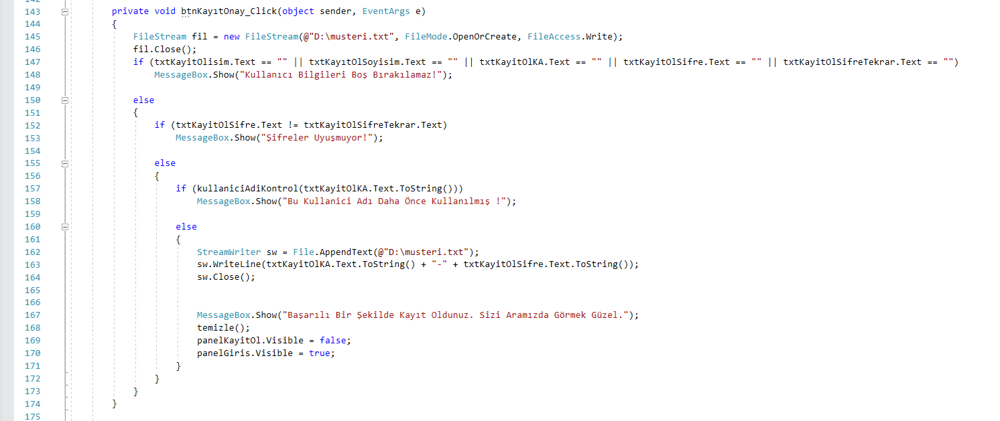 142
143 private void btnKayıtOnay_Click(object sender, EventArgs e)
144 {
145 FileStream fil = new FileStream(@"D:\musteri.txt", FileMode.OpenOrCreate, FileAccess.Write);
146 fil.Close();
147 if (txtKayitOlisim.Text == "" || txtKayıtOlSoyisim.Text == "" || txtKayitOlKA.Text == "" || txtKayitOlSifre.Text == "" || txtKayitOlSifreTekrar.Text == "")
148 MessageBox.Show("Kullanıcı Bilgileri Boş Bırakılamaz!");
149
150 else
151 {
152 if (txtKayitOlSifre.Text != txtKayitOlSifreTekrar.Text)
153 MessageBox.Show("Şifreler Uyuşmuyor!");
154
155 else
156 {
157 if (kullaniciAdiKontrol(txtKayitOlKA.Text.ToString()))
158 MessageBox.Show("Bu Kullanici Adı Daha Önce Kullanılmış !");
159
160 else
161 {
162 StreamWriter sw = File.AppendText(@"D:\musteri.txt");
163 sw.WriteLine(txtKayitOlKA.Text.ToString() + "-" + txtKayitOlSifre.Text.ToString());
164 sw.Close();
165
166
167 MessageBox.Show("Başarılı Bir Şekilde Kayıt Oldunuz. Sizi Aramızda Görmek Güzel.");
168 temizle();
169 panelKayitOl.Visible = false;
170 panelGiris.Visible = true;
171 }
172 }
173 }
174 }
175